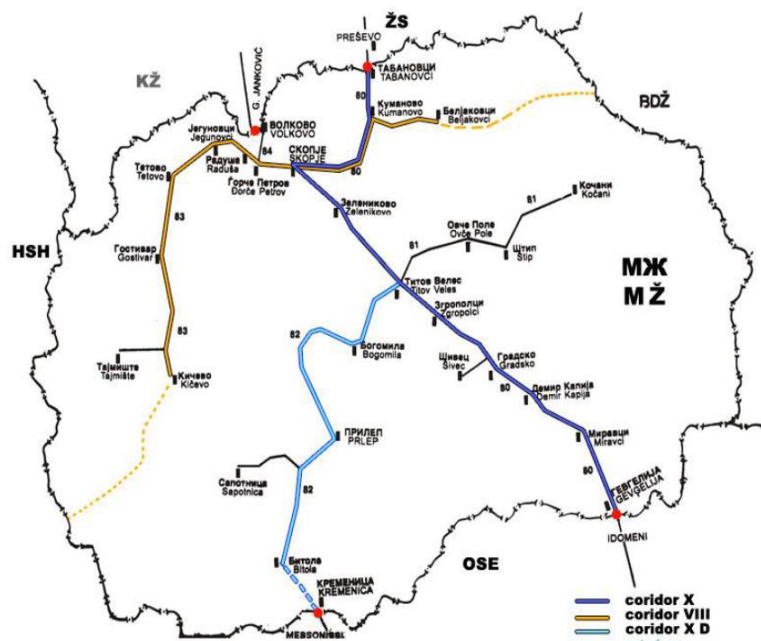 ŽS
PREŠEVO
KŽ
G. JANKOVIĆ
ТАБАНОВЦИ
TABANOVCI
80
BDŽ
Куманово
Kumanovo
Бељаковци
Beljakovci
ВОЛКОВО
VOLKOVO
Јегуновци
Jegunovci
84
СКОПЈЕ
SKOPJE
80
Радуша
Raduša
Тетово
Tetovo
Ѓорче Петров
Đorče Petrov
Кочани
Kočani
81
Зелениково
Zelenikovo
83
Овче Поле
Ovče Pole
HSH
Гостивар
Gostivar
81
Штип
Štip
МЖ
MŽ
Титов Велес
Titov Veles
Згрополци
Zgropolci
83
82
Богомила
Bogomila
Шивец
Šivec
Градско
Gradsko
Тајмиште
Tajmište
Кичево
Kičevo
80
Демир Капија
Demir Kapija
ПРИЛЕП
PRLEP
Миравци
Miravci
Сапотница
Sapotnica
82
80
ГЕВГЕЛИЈА
GEVGELIJA
IDOMENI
Битола
Bitola
OSE
КРЕМЕНИЦА
KREMENICA
coridor X
coridor VIII
coridor X D